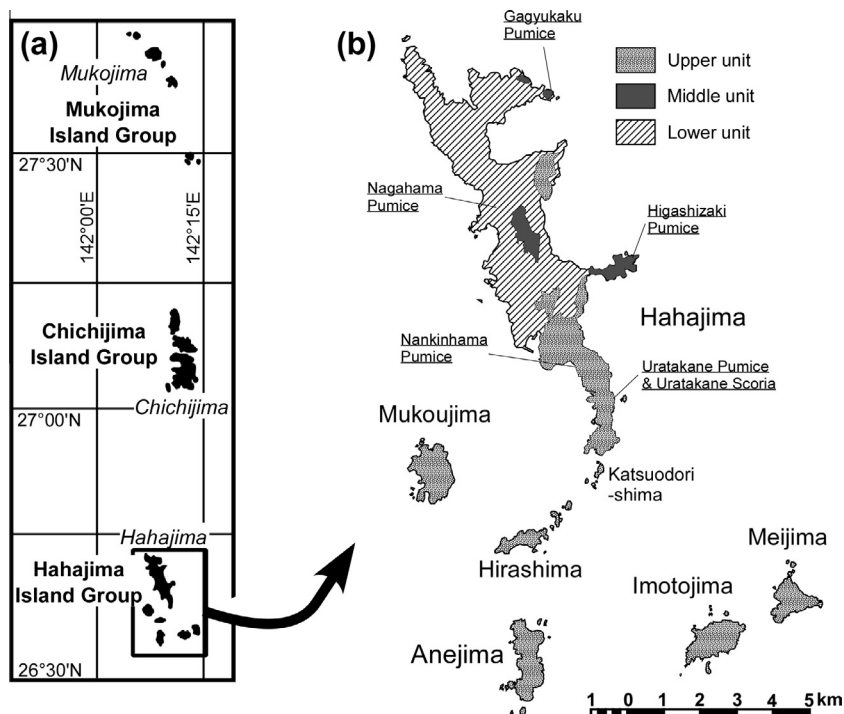 (a)
Mukojima
Mukojima
Island Group
27°30'N
142°00'E
142°15'E
Chichijima
Island Group
Chichijima
27°00'N
Hahajima
Hahajima
Island Group
26°30'N
(b)
Gagyukaku
Pumice
Upper unit
Middle unit
Lower unit
Nagahama
Pumice
Higashizaki
Pumice
Hahajima
Nankinhama
Pumice
Uratakane Pumice
& Uratakane Scoria
Mukoujima
Katsuodori
-shima
Hirashima
Meijima
Imotojima
Anejima
1 0 1 2 3 4 5 km